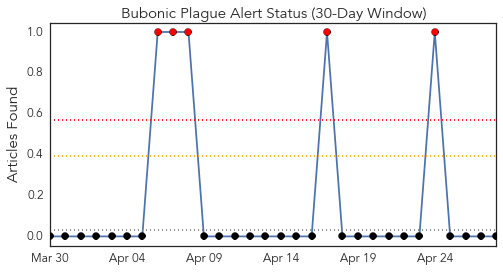 Bubonic Plague Alert Status (30-Day Window)
Articles Found
1.0
0.8
0.6
0.4
0.2
0.0
Mar 30 Apr 04 Apr 09 Apr 14 Apr 19 Apr 24